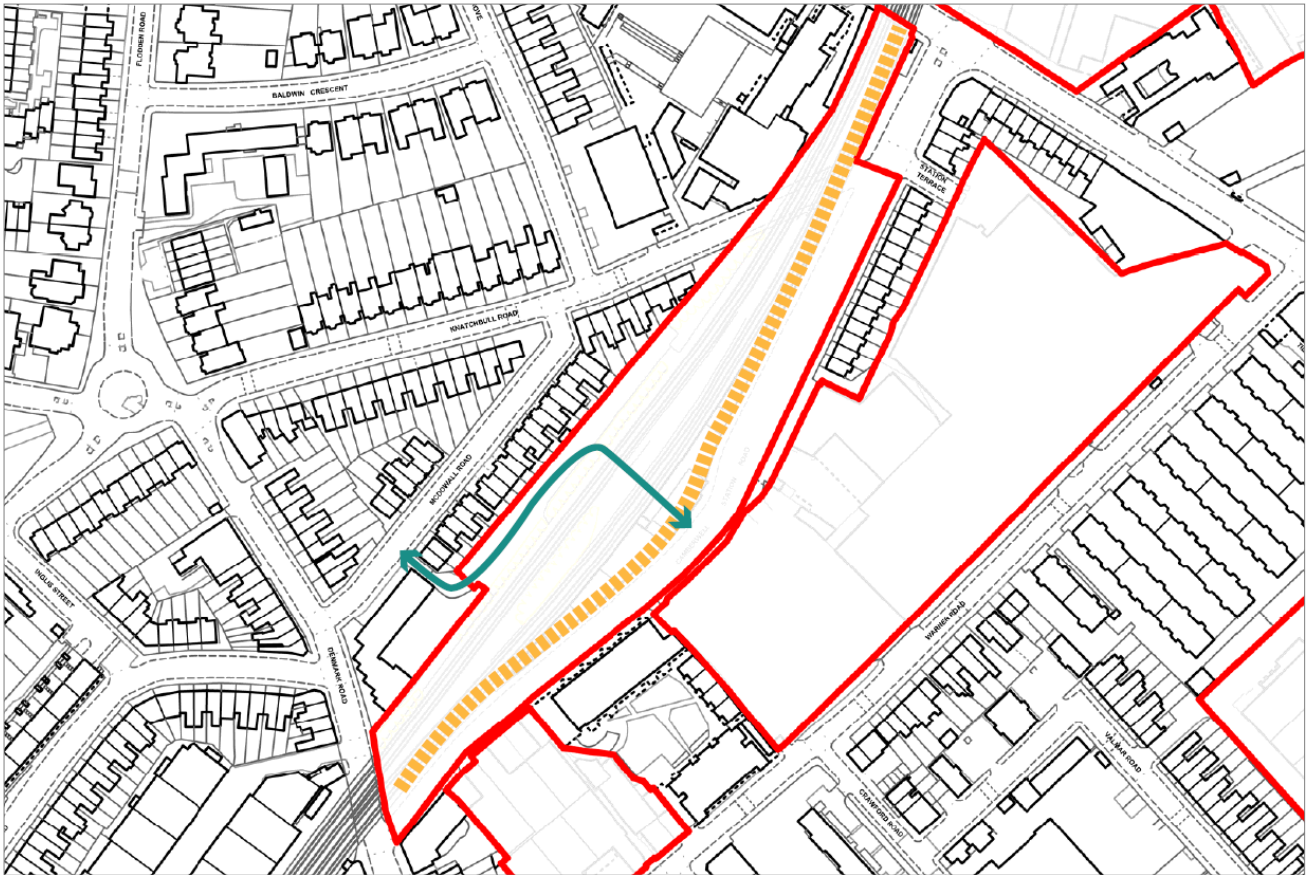 FLODDEN ROAD
BALDWIN CRESCENT
STATION
TERRACE
KNATCHBULL ROAD
MCDOWALL ROAD
INGLIS STREET
DENMARK ROAD
WARNER ROAD
VALMAR ROAD
CRAWFORD ROAD